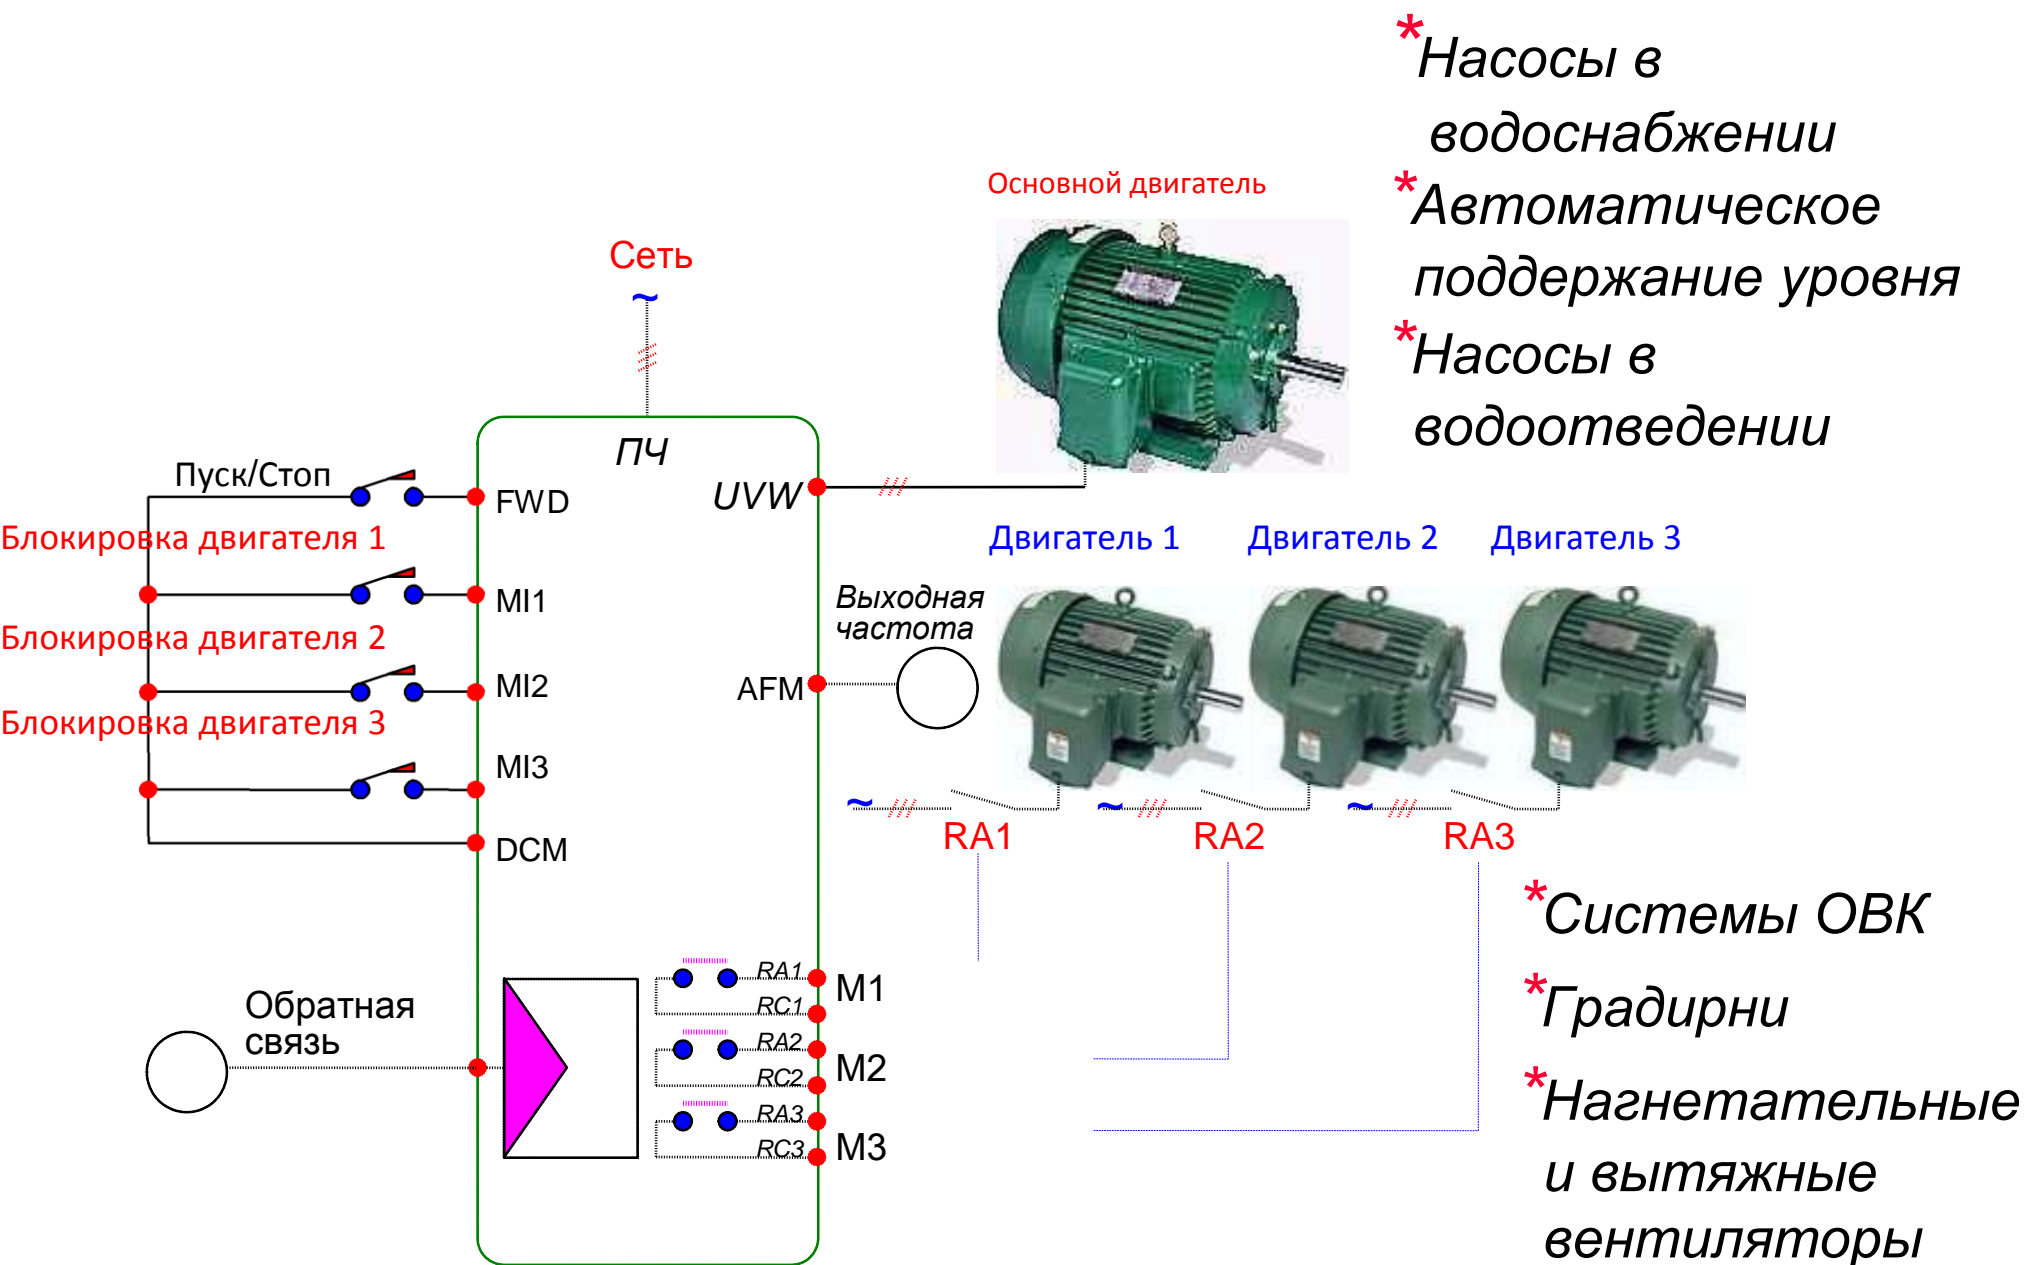 *Насосы в
водоснабжении
*Автоматическое
поддержание уровня
*Насосы в
водоотведении
Основной двигатель
Сеть
~
ПЧ
Пуск/Стоп
FWD
UVW
Блокировка двигателя 1
MI1
Блокировка двигателя 2
MI2
Блокировка двигателя 3
MI3
DCM
Двигатель 1
Двигатель 2
Двигатель 3
Выходная
частота
AFM
~
~
~
RA1
RA2
RA3
Обратная
связь
RA1
RC1
M1
RA2
RC2
M2
RA3
RC3
M3
*Системы ОВК
*Градирни
*Нагнетательные
и вытяжные
вентиляторы